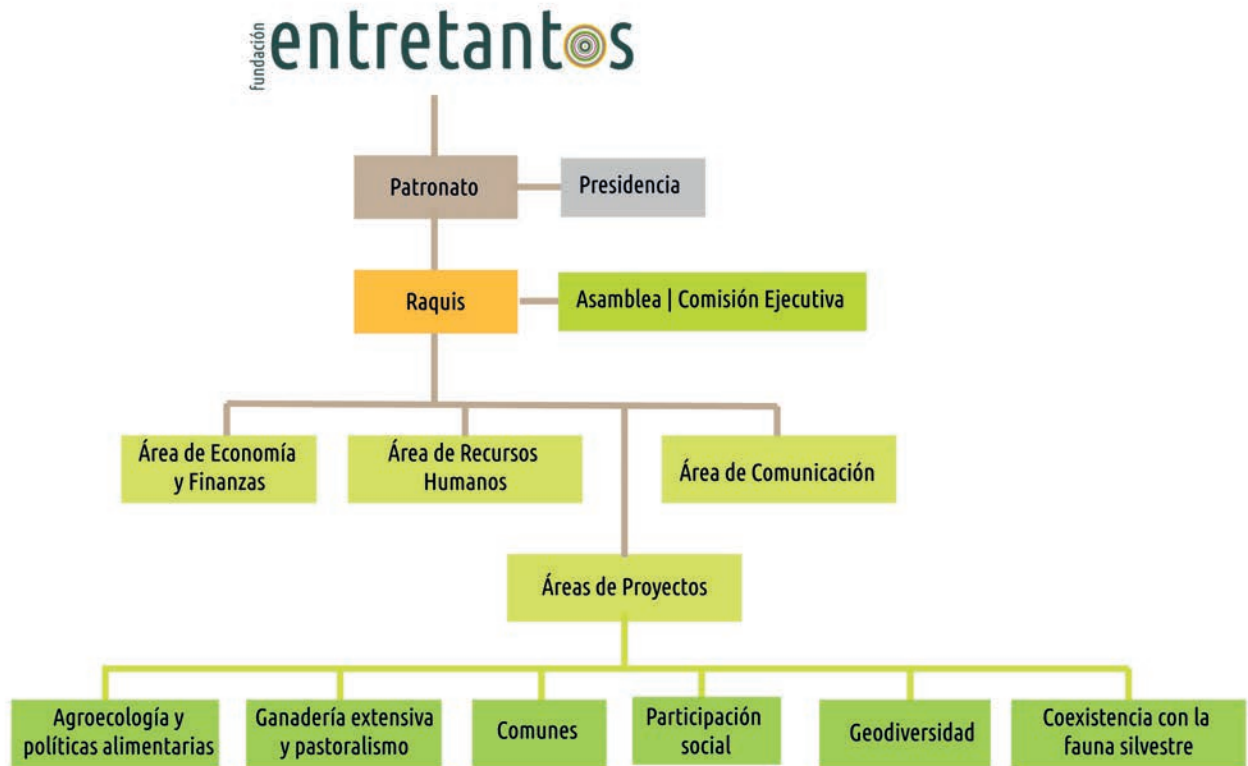 fundación
entretantos
Patronato
Presidencia
Raquis
Asamblea | Comisión Ejecutiva
Área de Economía
y Finanzas
Área de Recursos
Humanos
Área de Comunicación
Áreas de Proyectos
Agroecología y
políticas alimentarias
Ganadería extensiva
y pastoralismo
Comunes
Participación
social
Geodiversidad
Coexistencia con la
fauna silvestre